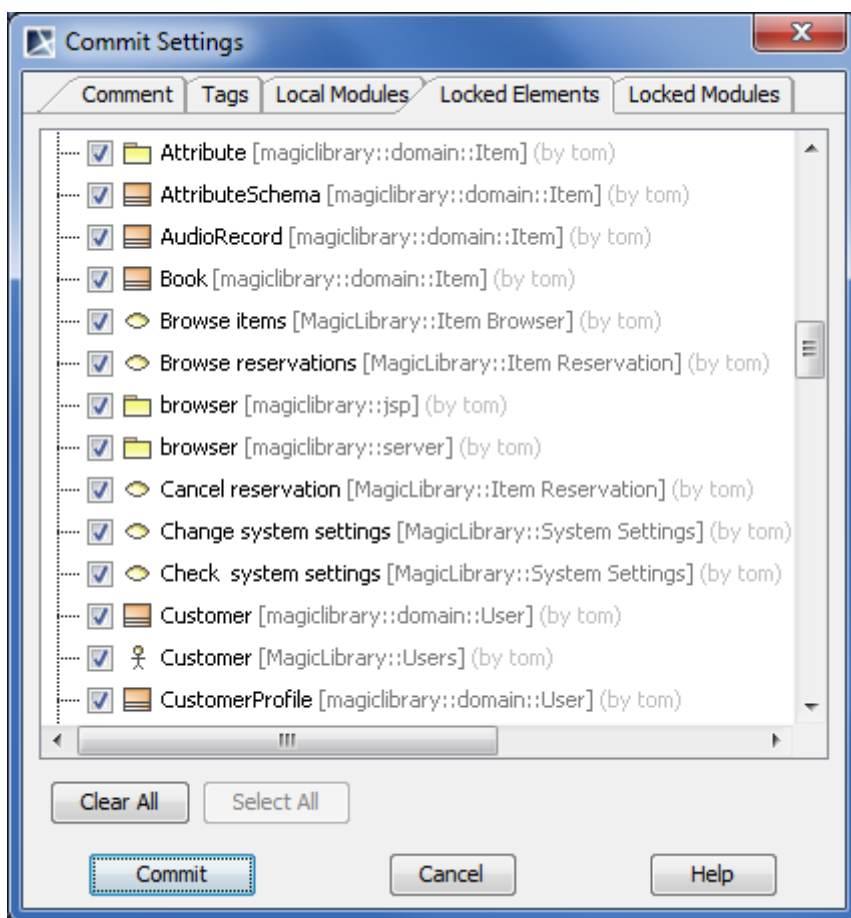 Commit Settings
Comment Tags Local Modules Locked Elements Locked Modules
Attribute [magiclibrary::domain::Item] (by tom)
AttributeSchema [magiclibrary::domain::Item] (by tom)
AudioRecord [magiclibrary::domain::Item] (by tom)
Book [magiclibrary::domain::Item] (by tom)
Browse items [MagicLibrary::Item Browser] (by tom)
Browse reservations [MagicLibrary::Item Reservation] (by tom)
browser [magiclibrary::jsp] (by tom)
browser [magiclibrary::server] (by tom)
Cancel reservation [MagicLibrary::Item Reservation] (by tom)
Change system settings [MagicLibrary::System Settings] (by tom)
Check  system settings [MagicLibrary::System Settings] (by tom)
Customer [magiclibrary::domain::User] (by tom)
Customer [MagicLibrary::Users] (by tom)
CustomerProfile [magiclibrary::domain::User] (by tom)
Clear All Select All
Commit Cancel Help